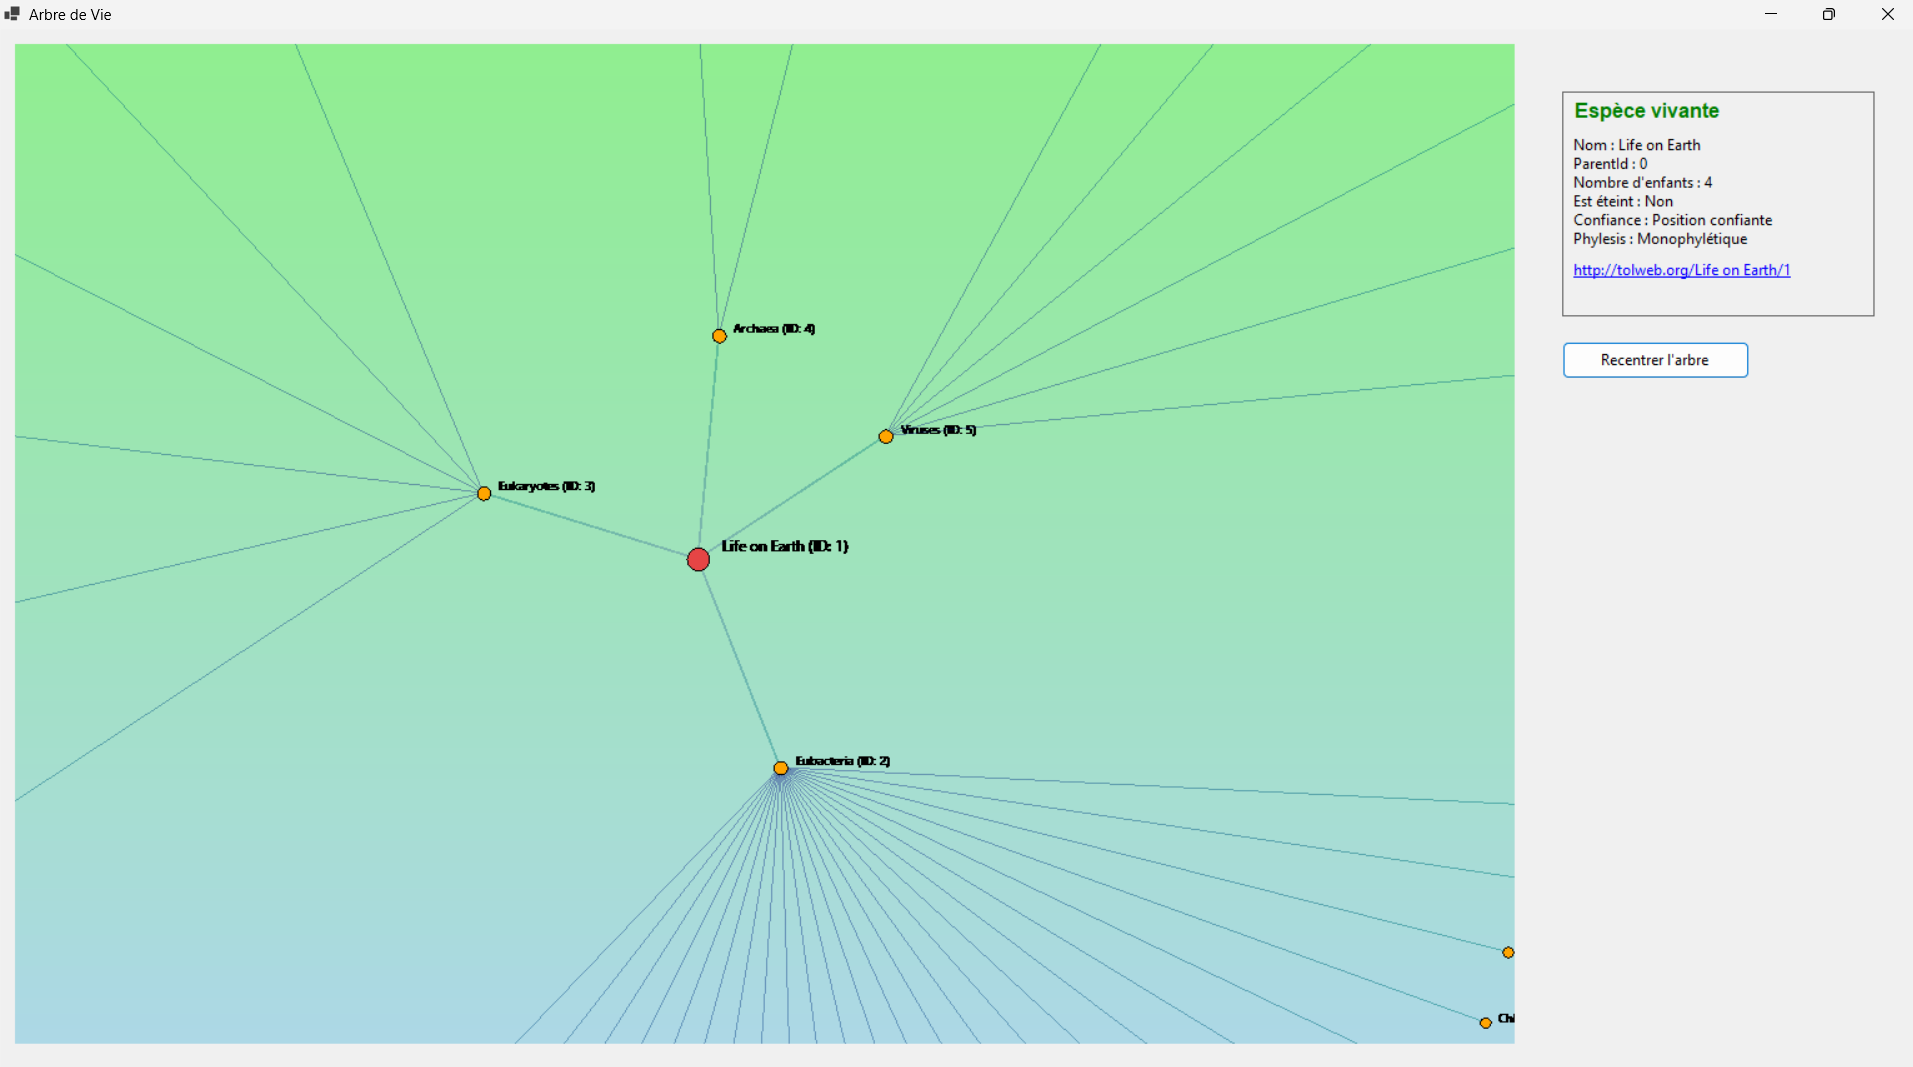 Arbre de Vie
Espèce vivante
Nom : Life on Earth
ParentId : 0
Nombre d'enfants : 4
Est éteint : Non
Confiance : Position confiante
Phylesis : Monophylétique
http://tolweb.org/Life on Earth/1
Recentrer l'arbre
Archaea (ID: 4)
Viruses (ID: 5)
Eukaryotes (ID: 3)
Life on Earth (ID: 1)
Eubacteria (ID: 2)